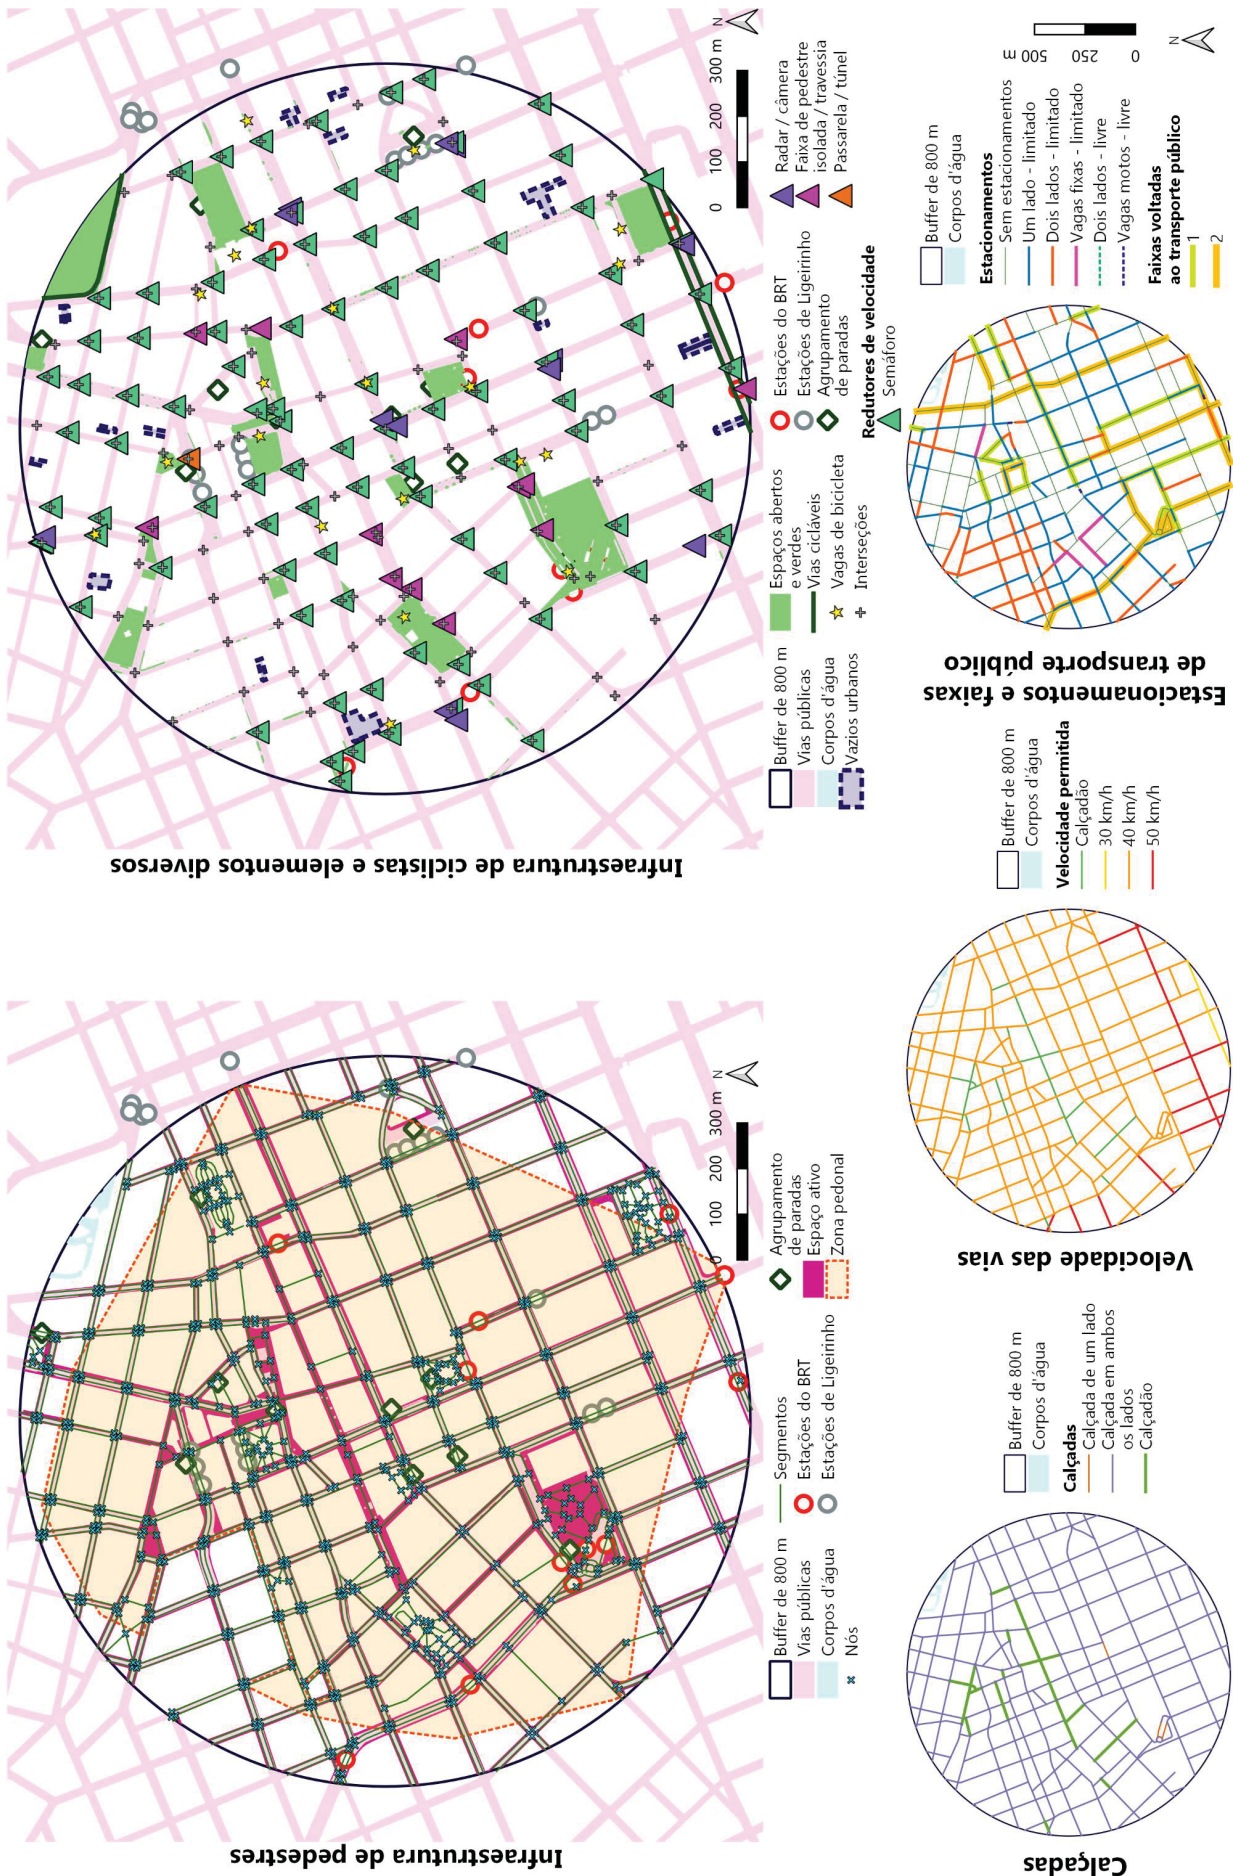 Infraestrutura de pedestres
Buffer de 800 m
Vias públicas
Corpos d'água
Nós
Segmentos
Estações do BRT
Estações de Ligeirinho
Agrupamento
de paradas
Espaço ativo
Zona pedonal
0 100 200 300 m
N
Infraestrutura de ciclistas e elementos diversos
Buffer de 800 m
Vias públicas
Corpos d'água
Vazios urbanos
Espaços abertos
e verdes
Vias cicláveis
Vagas de bicicleta
Interseções
Estações do BRT
Estações de Ligeirinho
Agrupamento
de paradas
Redutores de velocidade
Semáforo
Radar / câmera
Faixa de pedestre
isolada / travessia
Passarela / túnel
0 100 200 300 m
N
Calçadas
Buffer de 800 m
Corpos d'água
Calçadas
Calçada de um lado
Calçada em ambos
os lados
Calçadão
Velocidade das vias
Buffer de 800 m
Corpos d'água
Velocidade permitida
Calçadão
30 km/h
40 km/h
50 km/h
Estacionamentos e faixas
de transporte público
Buffer de 800 m
Corpos d'água
Estacionamentos
Sem estacionamentos
Um lado - limitado
Dois lados - limitado
Vagas fixas - limitado
Dois lados - livre
Vagas motos - livre
Faixas voltadas
ao transporte público
1
2
0 250 500 m
N